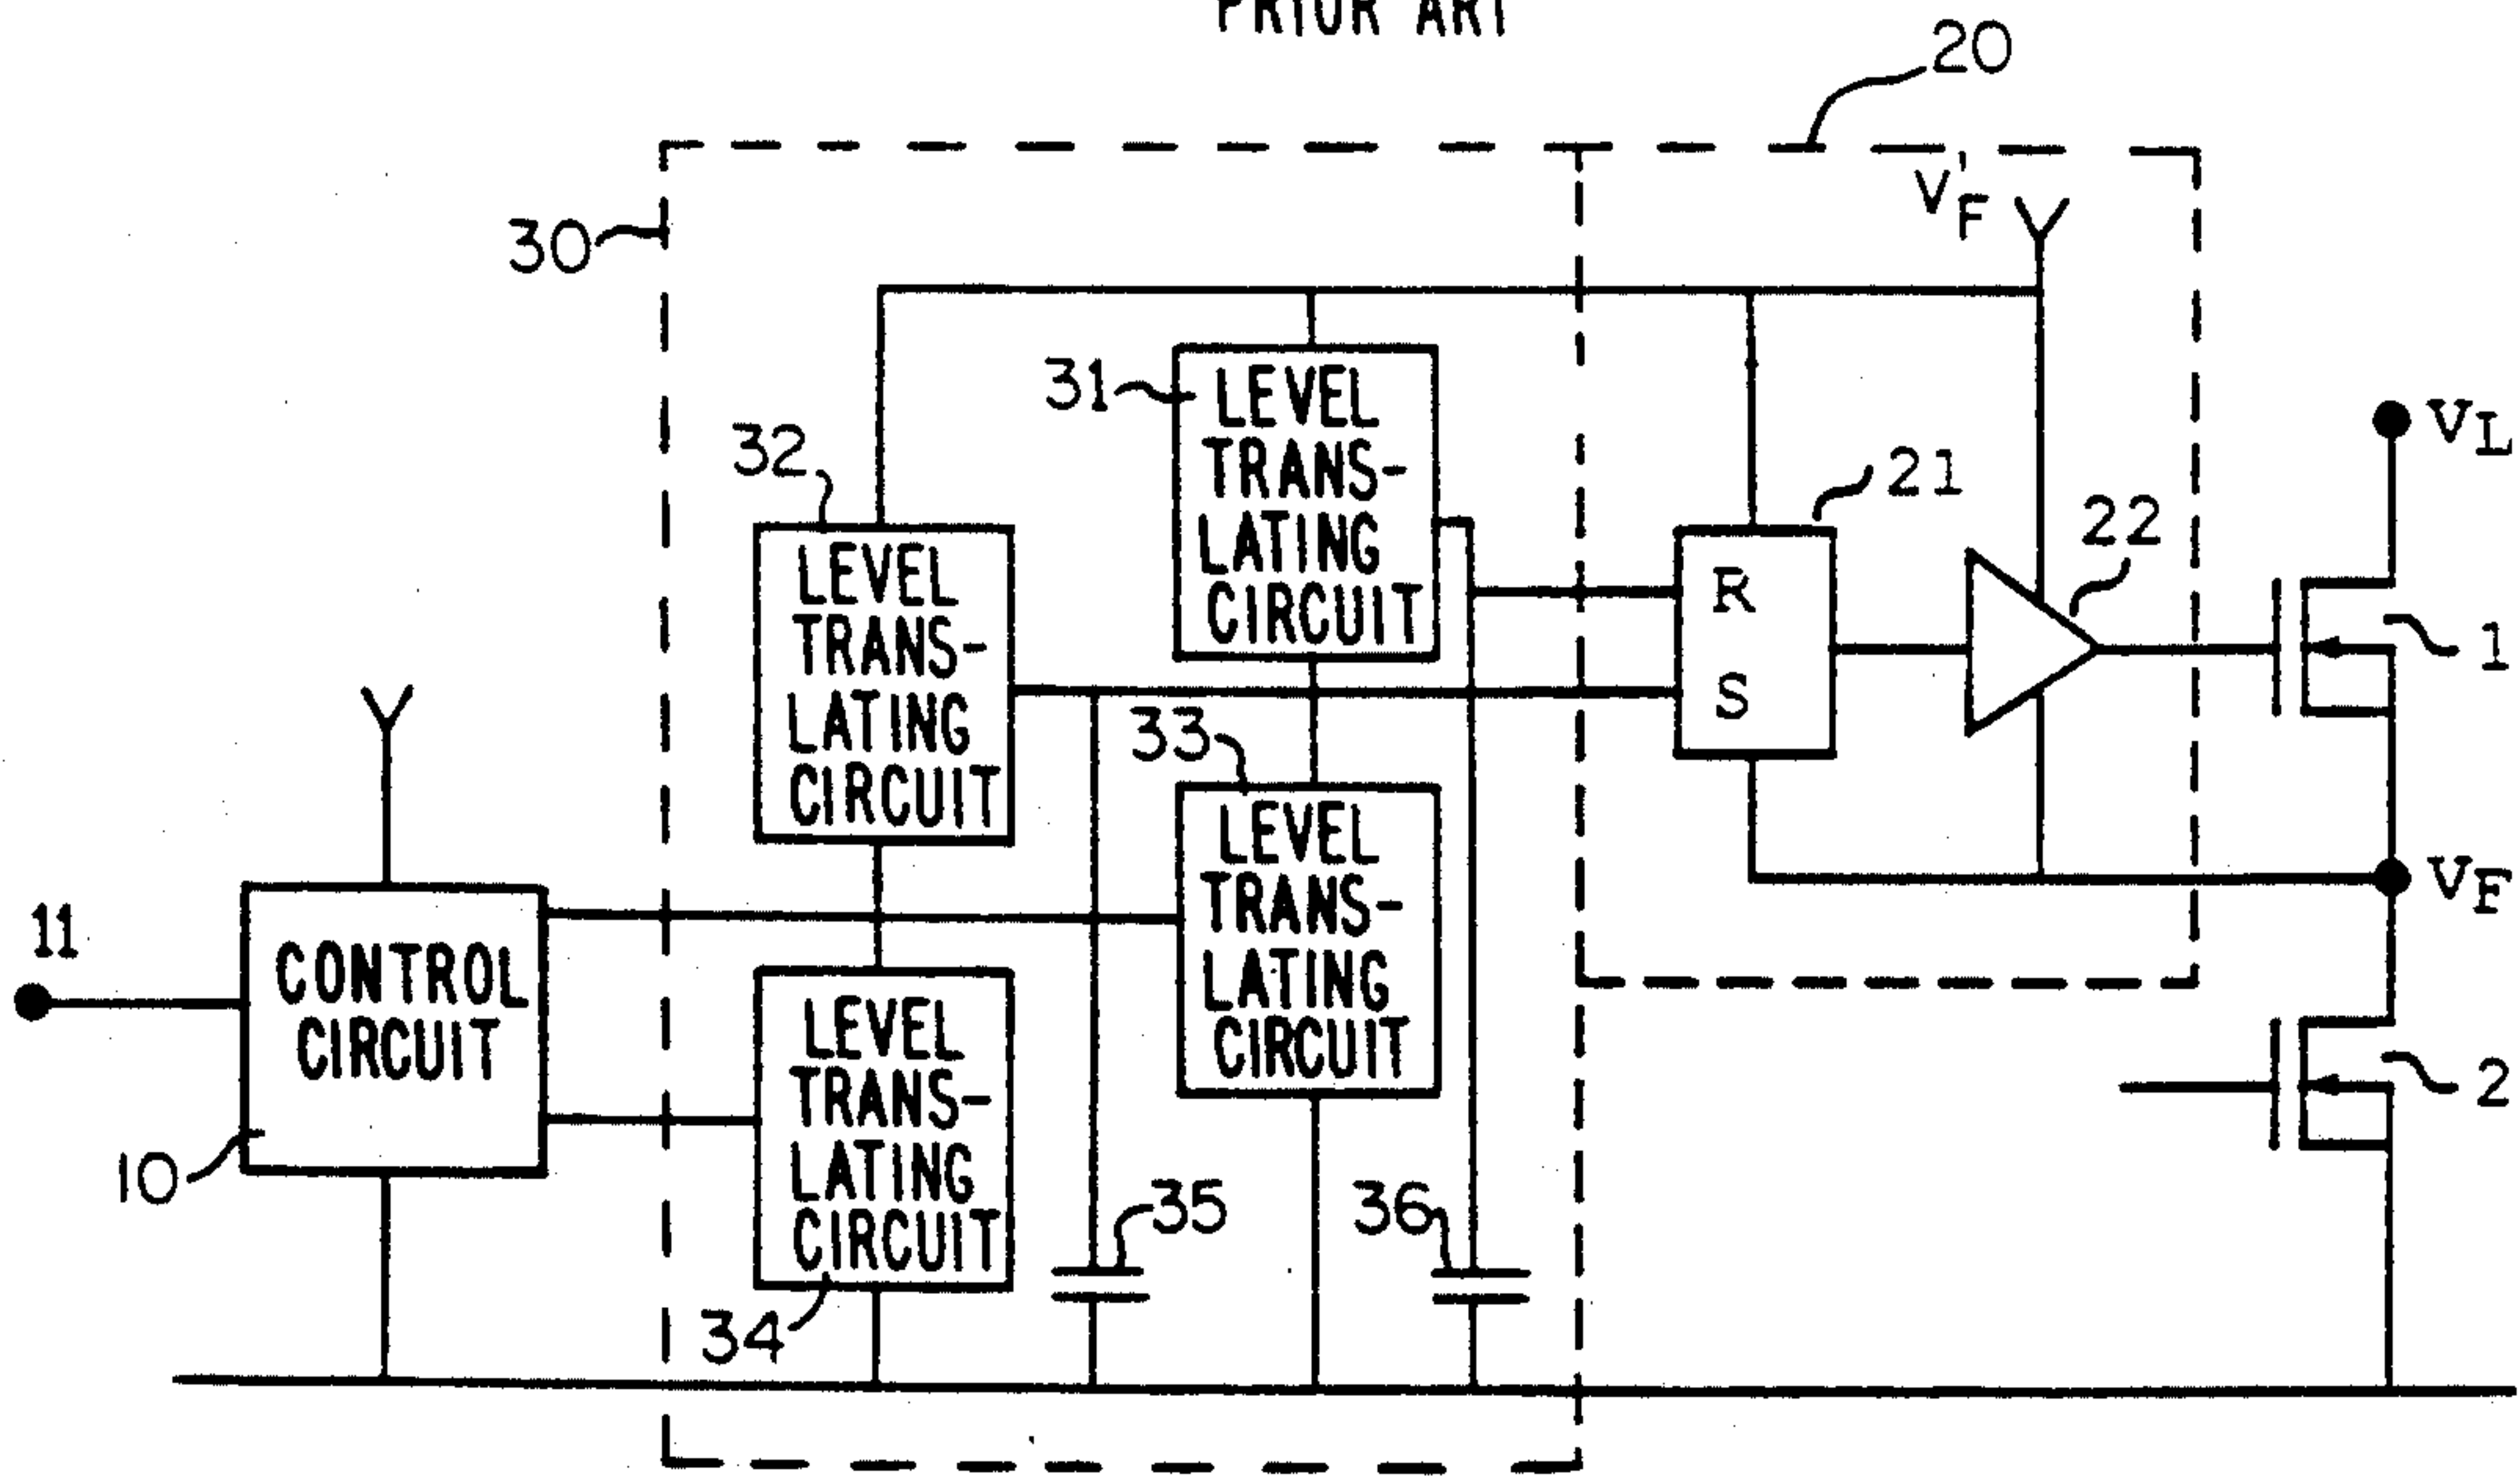 PRIOR ART
20
V'F
30
31
LEVEL
TRANS-
LATING
CIRCUIT
VL
32
LEVEL
TRANS-
LATING
CIRCUIT
21
R
S
22
1
33
LEVEL
TRANS-
LATING
CIRCUIT
VF
11
CONTROL
CIRCUIT
10
LEVEL
TRANS-
LATING
CIRCUIT
34
35
36
2